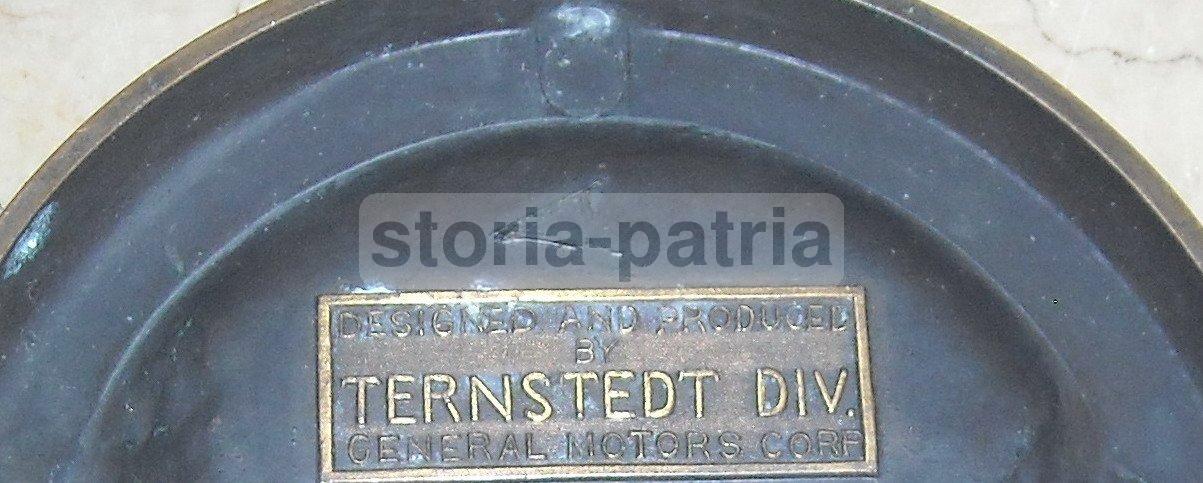 storia-patria
DESIGNED AND PRODUCED
BY
TERNSTEDT DIV.
GENERAL MOTORS CORP